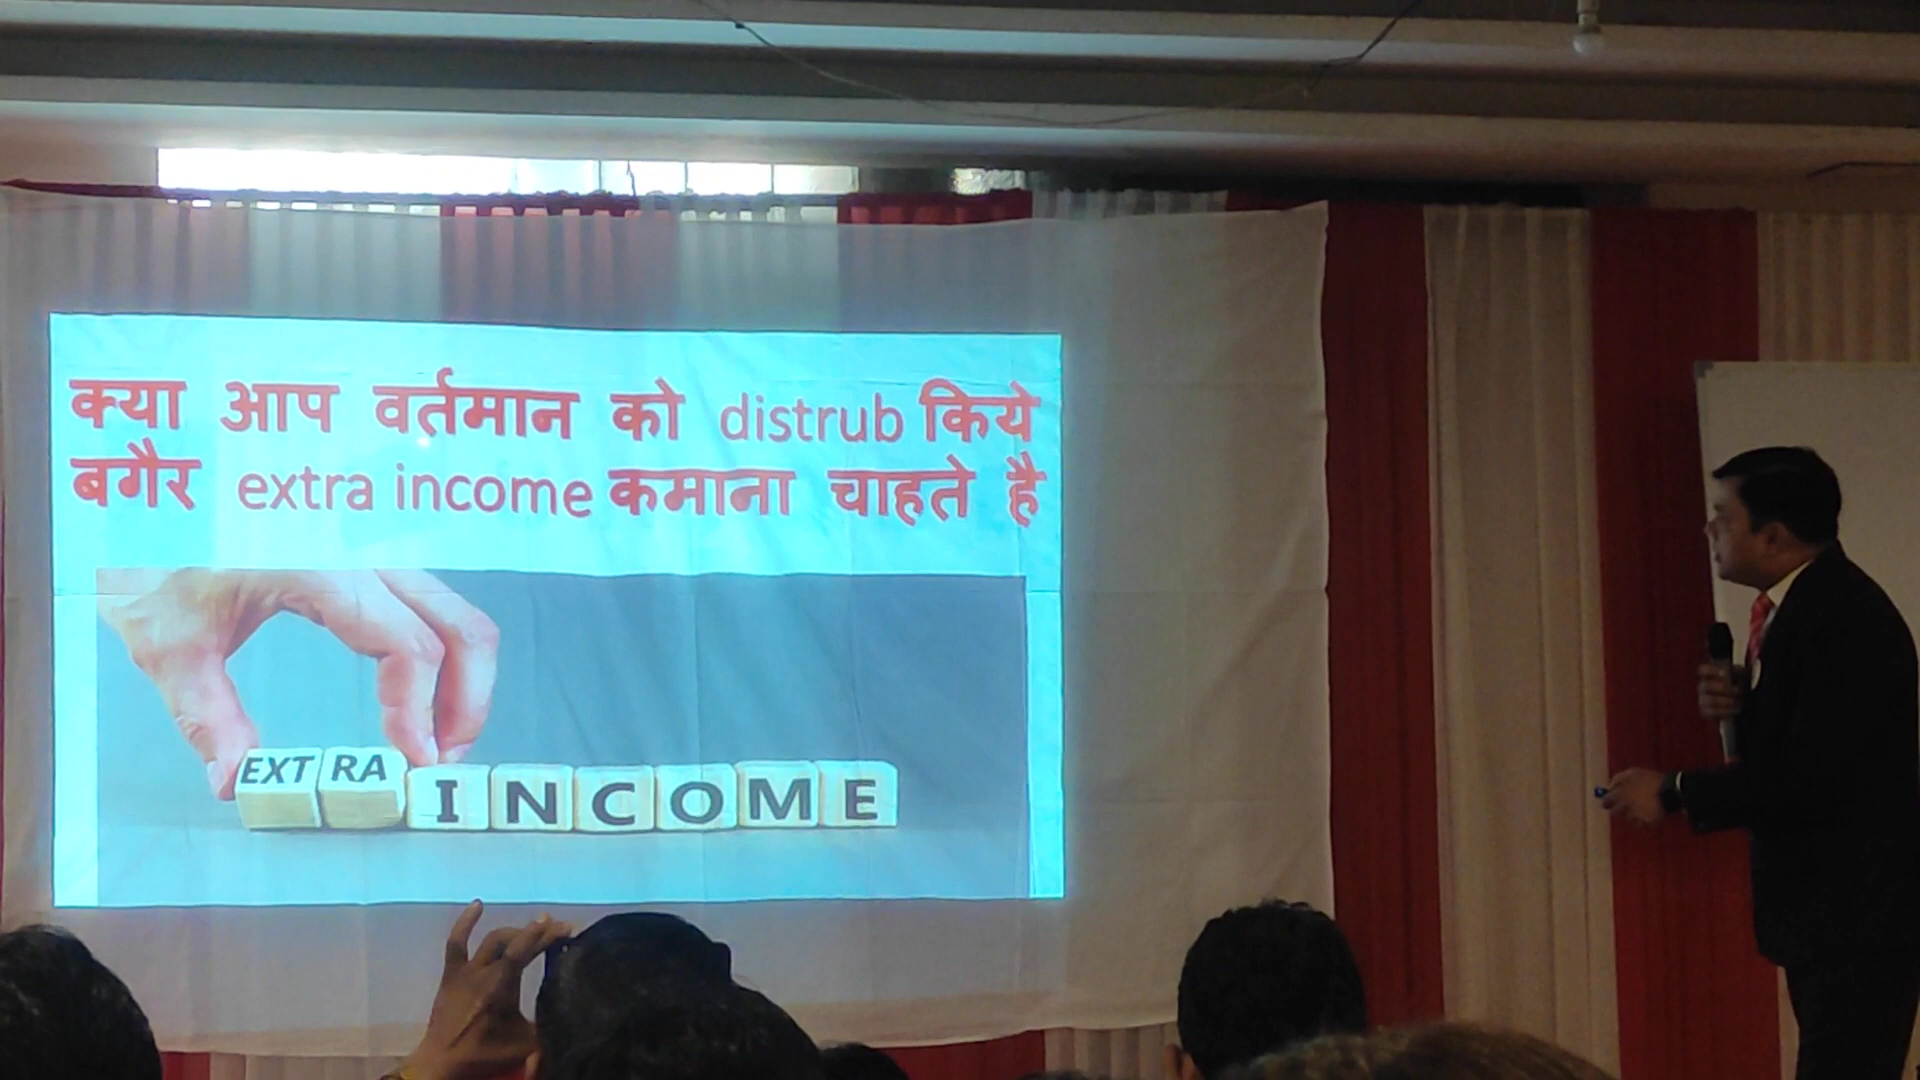 क्या आप वर्तमान को distrub किये
बगैर extra income कमाना चाहते है
EXTRA INCOME